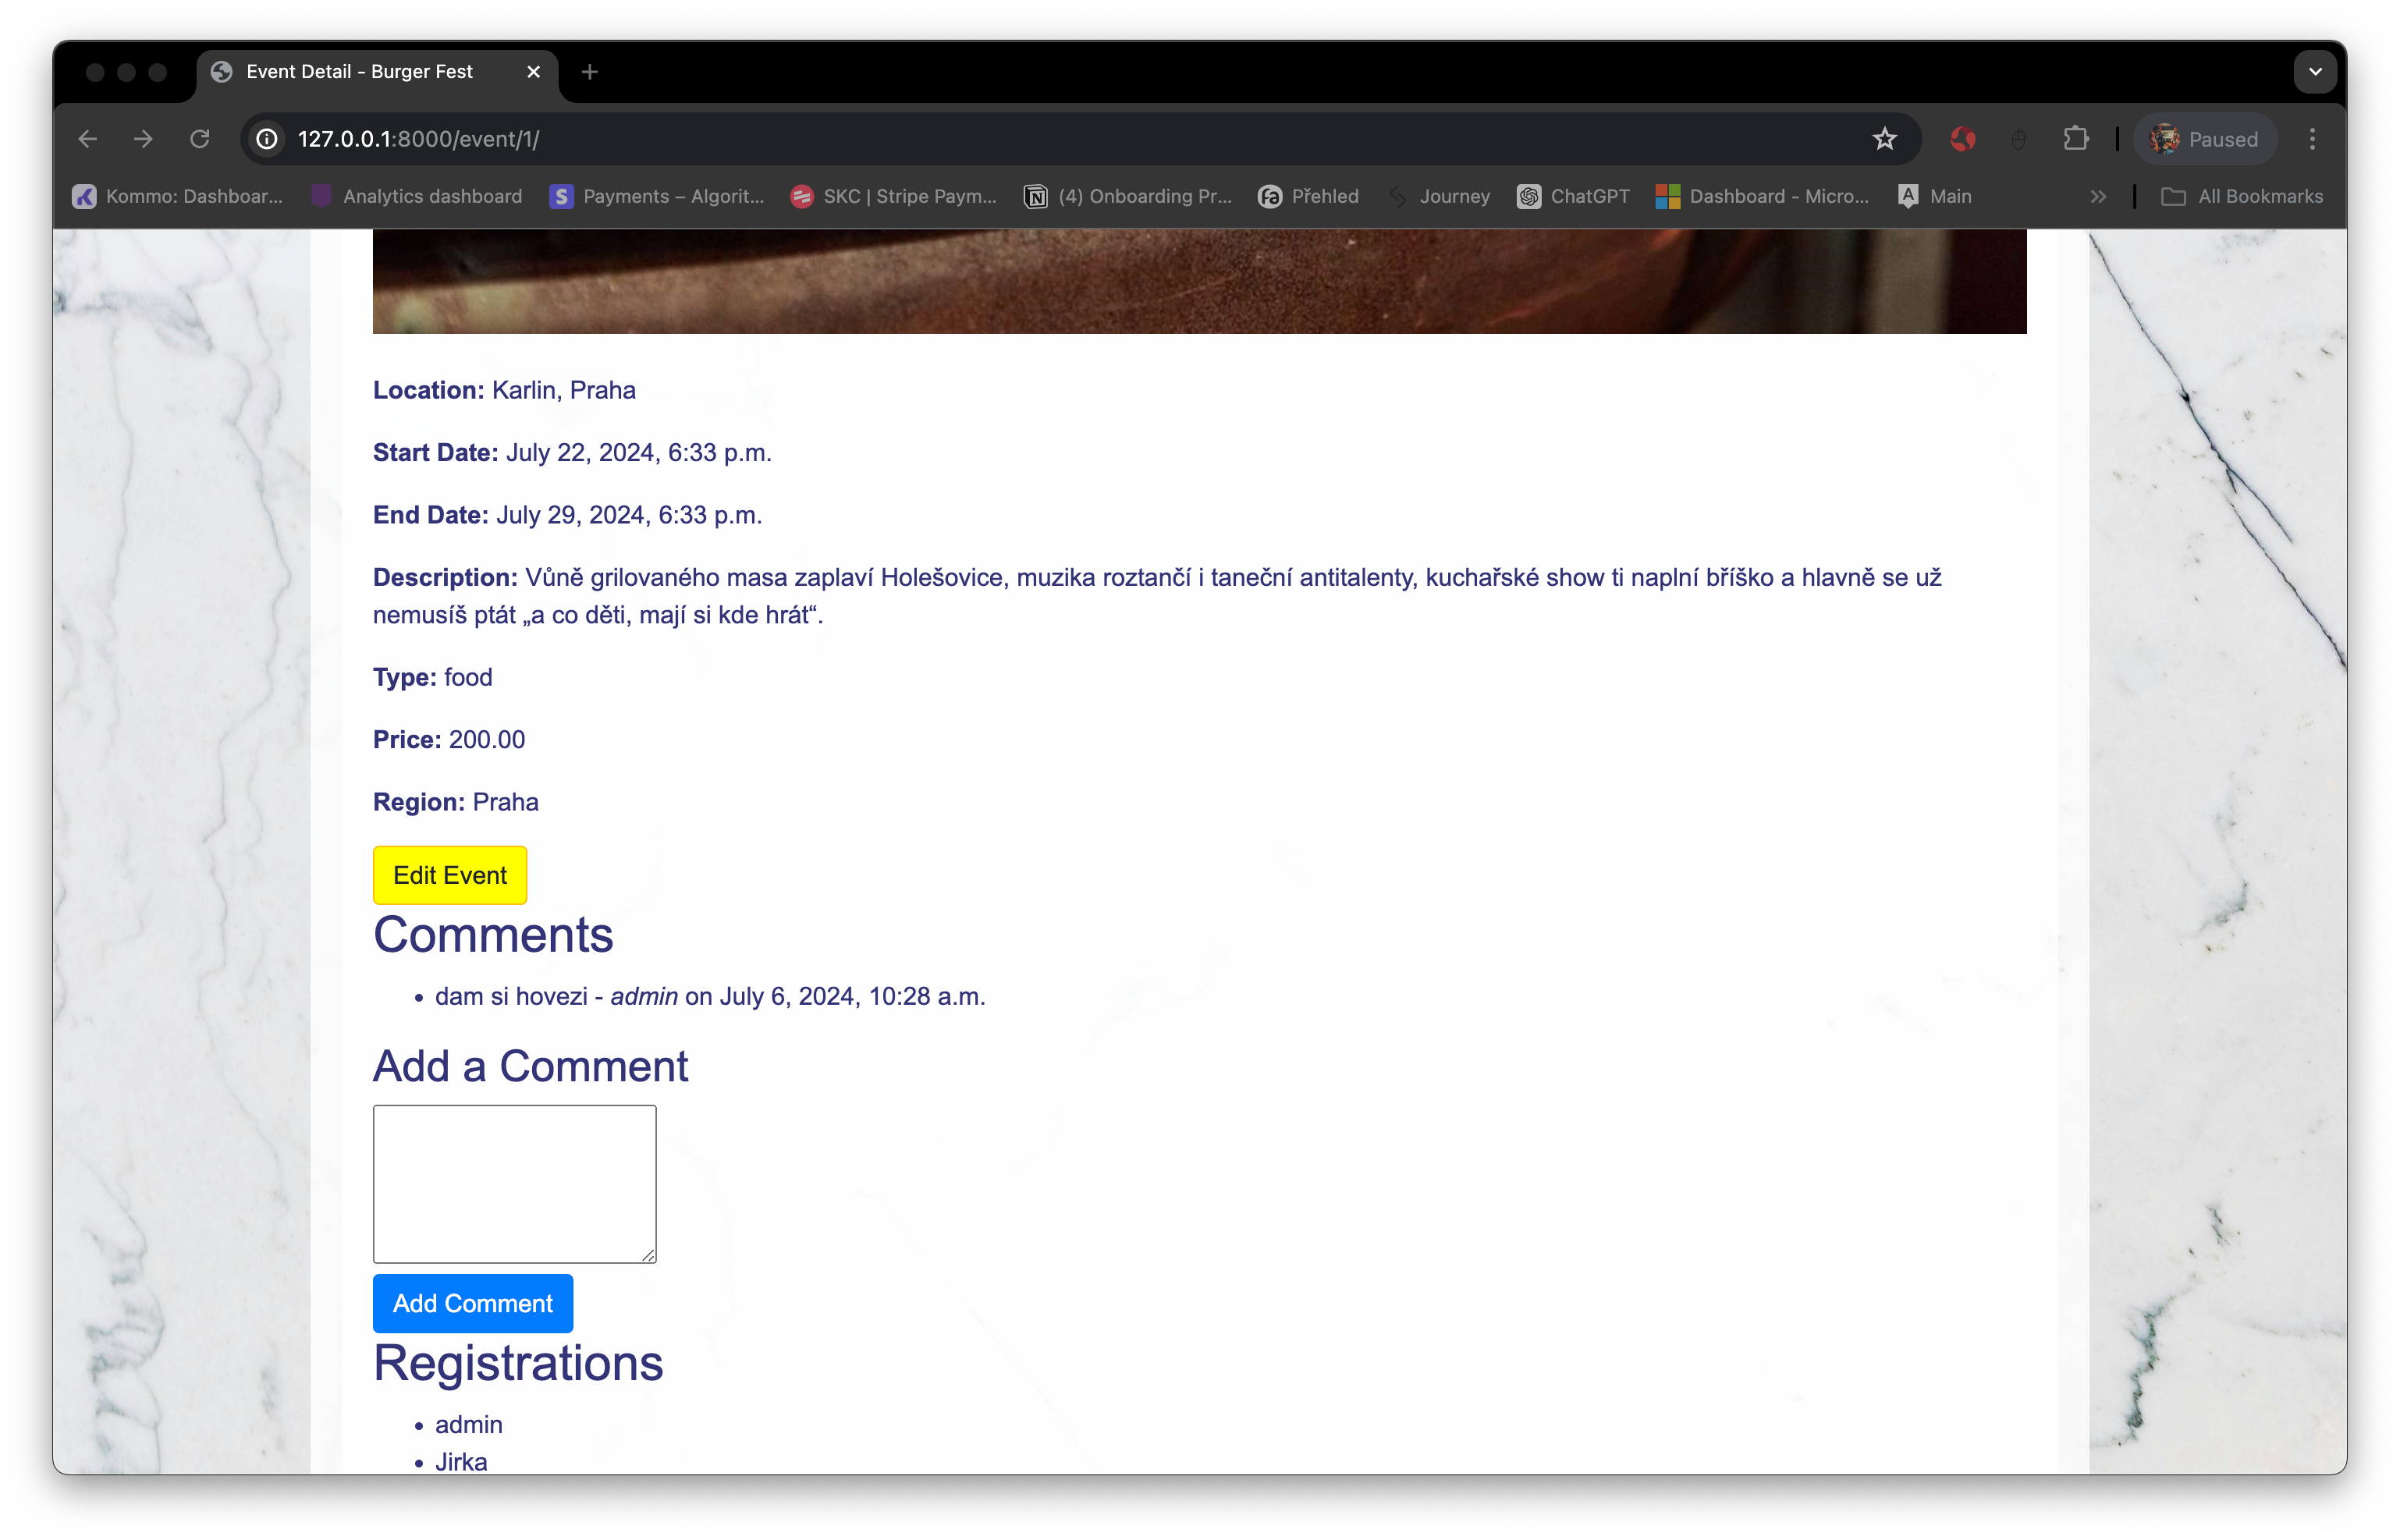 Event Detail - Burger Fest
127.0.0.1:8000/event/1/
Paused
Kommo: Dashboar...
Analytics dashboard
Payments – Algorit...
SKC | Stripe Paym...
(4) Onboarding Pr...
Přehled
Journey
ChatGPT
Dashboard - Micro...
Main
All Bookmarks
Location: Karlin, Praha
Start Date: July 22, 2024, 6:33 p.m.
End Date: July 29, 2024, 6:33 p.m.
Description: Vůně grilovaného masa zaplaví Holešovice, muzika roztančí i taneční antitalenty, kuchařské show ti naplní bříško a hlavně se už
nemusíš ptát „a co děti, mají si kde hrát“.
Type: food
Price: 200.00
Region: Praha
Edit Event
Comments
dam si hovezi - admin on July 6, 2024, 10:28 a.m.
Add a Comment
Add Comment
Registrations
admin
Jirka